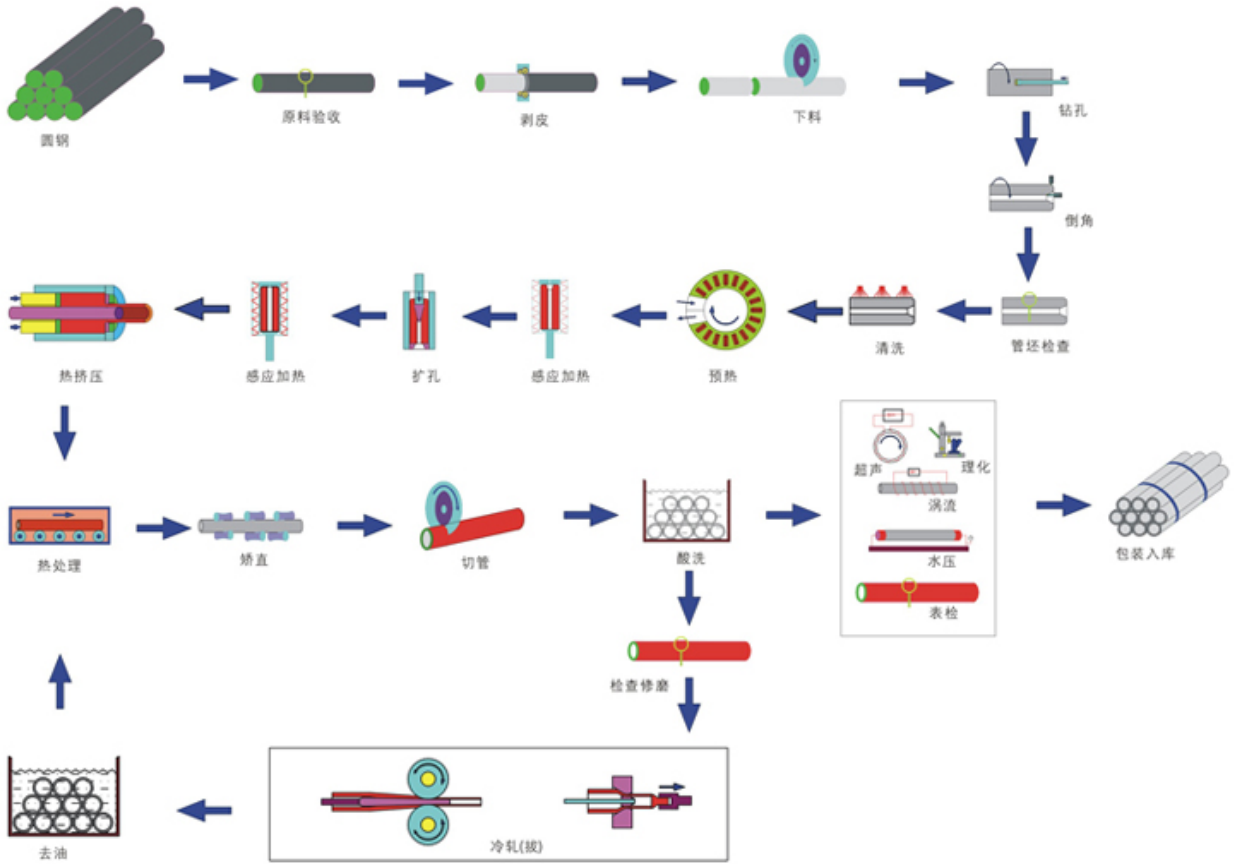 圆钢
原料验收
剥皮
下料
钻孔
倒角
管坯检查
清洗
预热
感应加热
扩孔
感应加热
热挤压
热处理
矫直
切管
酸洗
超声
理化
涡流
水压
表检
包装入库
检查修磨
冷轧(拔)
去油